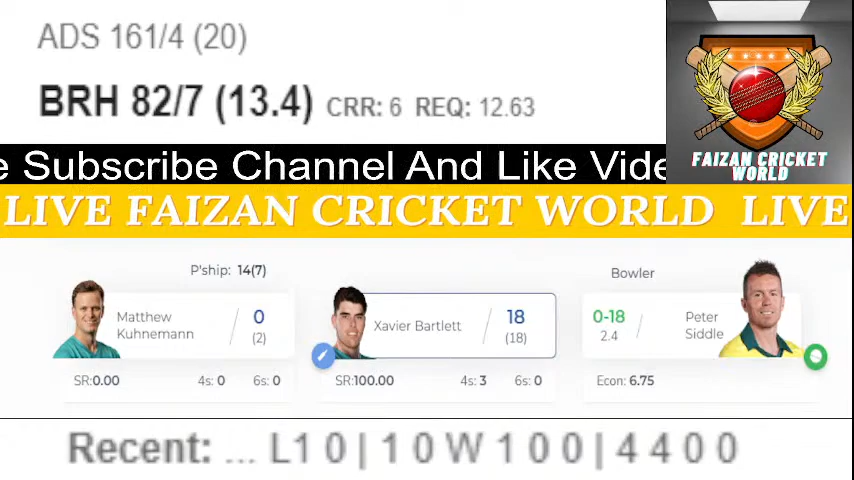 ADS 161/4 (20)
BRH 82/7 (13.4) CRR: 6 REQ: 12.63
FAIZAN CRICKET
WORLD
e Subscribe Channel And Like Vide
LIVE FAIZAN CRICKET WORLD LIVE
P'ship: 14(7)
Bowler
Matthew
Kuhnemann
0
(2)
Xavier Bartlett
18
(18)
0-18
2.4
Peter
Siddle
SR:0.00 4s: 0 6s: 0
SR:100.00 4s: 3 6s: 0
Econ: 6.75
Recent: ... L1 0 | 1 0 W 1 0 0 | 4 4 0 0